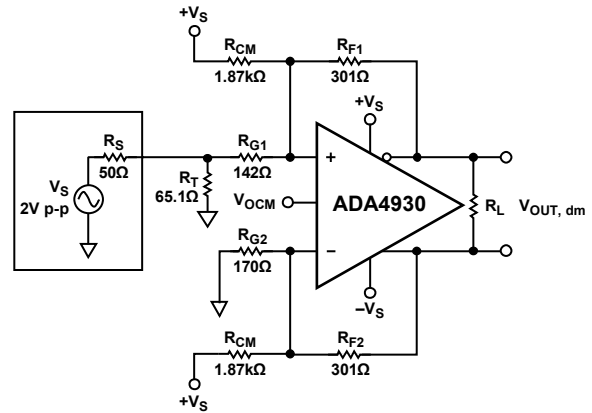 +VS
RCM
1.87kΩ
RF1
301Ω
+VS
RS
50Ω
VS
2V p-p
RT
65.1Ω
RG1
142Ω
+
VOCM
ADA4930
RL
VOUT, dm
RG2
170Ω
−
−VS
RCM
1.87kΩ
RF2
301Ω
+VS